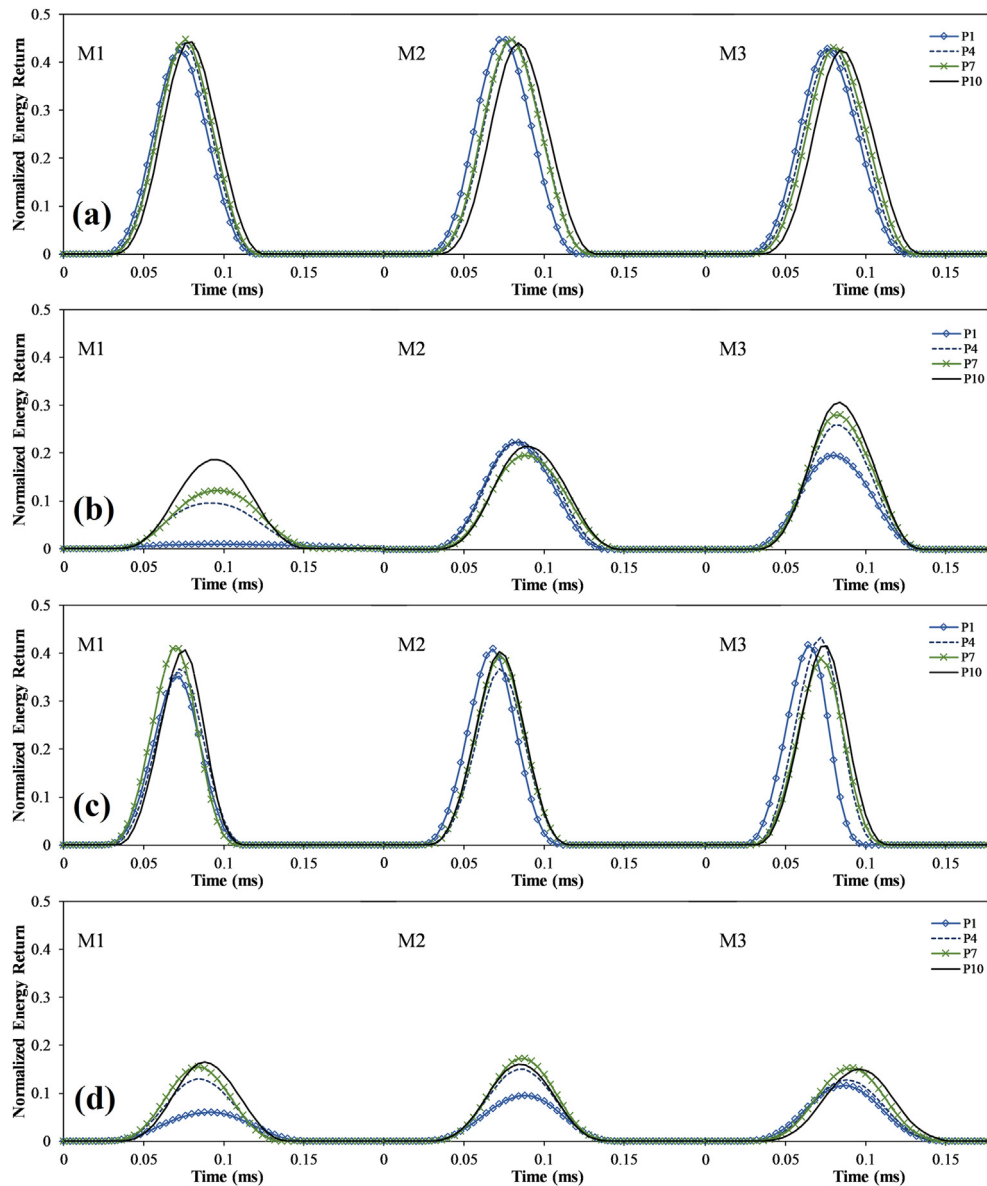 0.5
M1 M2 M3
P1
P4
P7
P10
0.4
0.3
0.2
0.1
0
Normalized Energy Return
(a)
0 0.05 0.1 0.15 0 0.05 0.1 0.15 0 0.05 0.1 0.15
Time (ms) Time (ms) Time (ms)
0.5
M1 M2 M3
P1
P4
P7
P10
0.4
0.3
0.2
0.1
0
Normalized Energy Return
(b)
0 0.05 0.1 0.15 0 0.05 0.1 0.15 0 0.05 0.1 0.15
Time (ms) Time (ms) Time (ms)
0.5
M1 M2 M3
P1
P4
P7
P10
0.4
0.3
0.2
0.1
0
Normalized Energy Return
(c)
0 0.05 0.1 0.15 0 0.05 0.1 0.15 0 0.05 0.1 0.15
Time (ms) Time (ms) Time (ms)
0.5
M1 M2 M3
P1
P4
P7
P10
0.4
0.3
0.2
0.1
0
Normalized Energy Return
(d)
0 0.05 0.1 0.15 0 0.05 0.1 0.15 0 0.05 0.1 0.15
Time (ms) Time (ms) Time (ms)